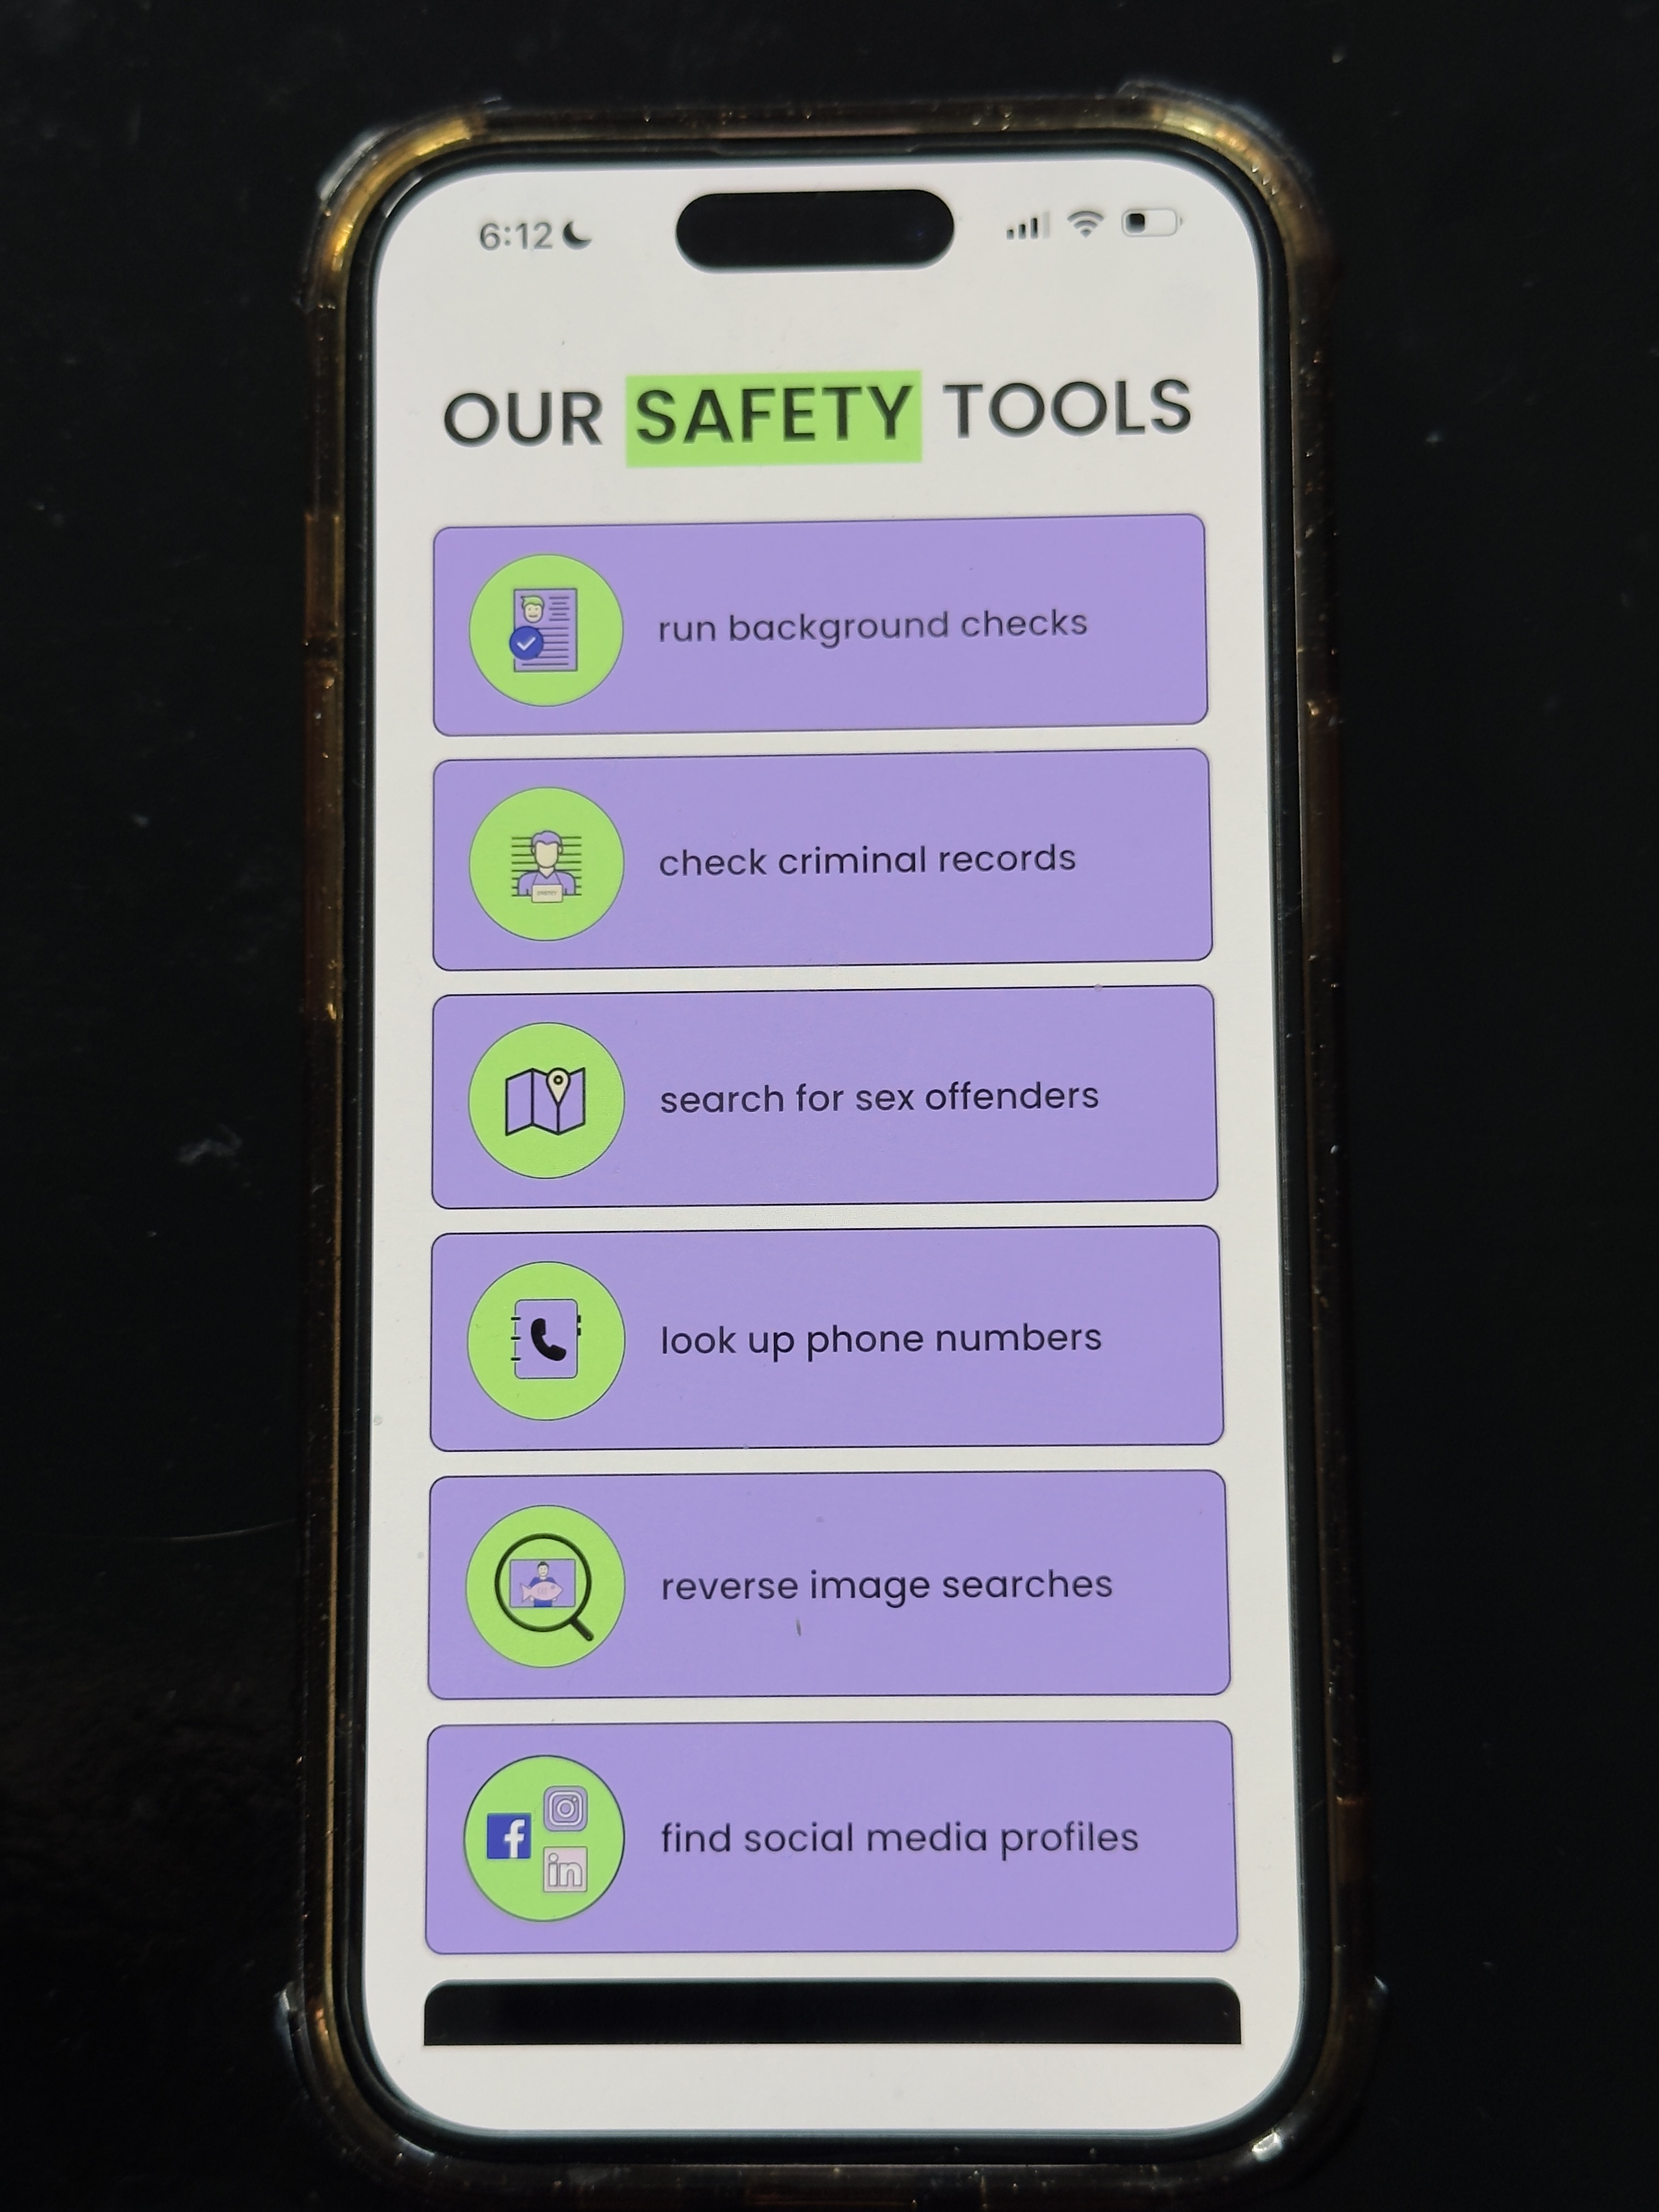 6:12
OUR SAFETY TOOLS
run background checks
check criminal records
search for sex offenders
look up phone numbers
reverse image searches
f
in
find social media profiles